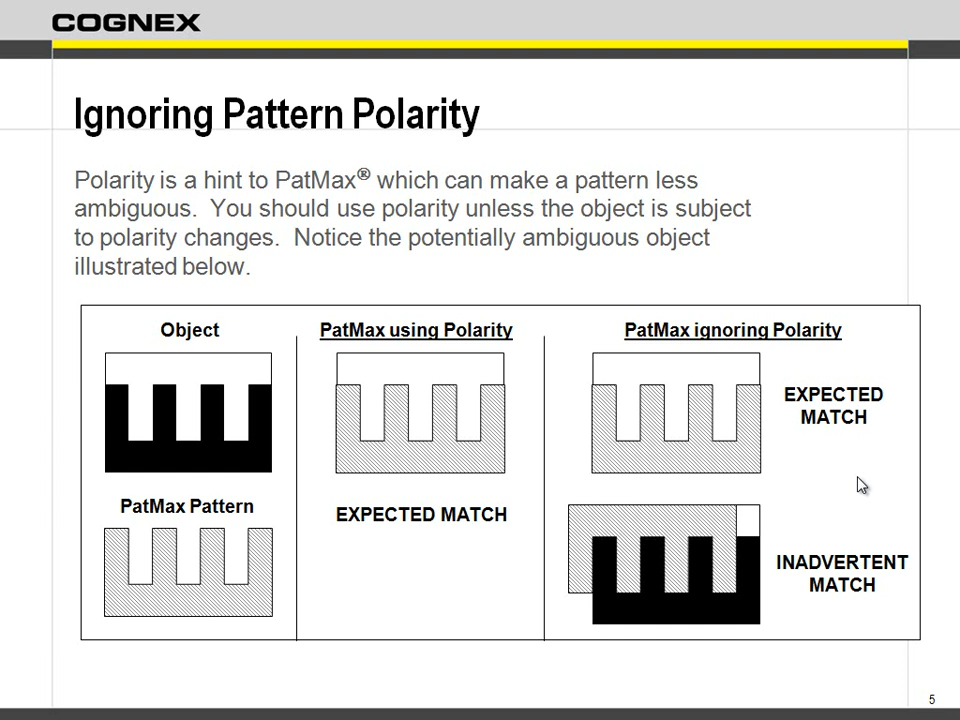 COGNEX
Ignoring Pattern Polarity
Polarity is a hint to PatMax® which can make a pattern less
ambiguous.  You should use polarity unless the object is subject
to polarity changes.  Notice the potentially ambiguous object
illustrated below.
Object
PatMax using Polarity
PatMax ignoring Polarity
EXPECTED
MATCH
PatMax Pattern
EXPECTED MATCH
INADVERTENT
MATCH
5